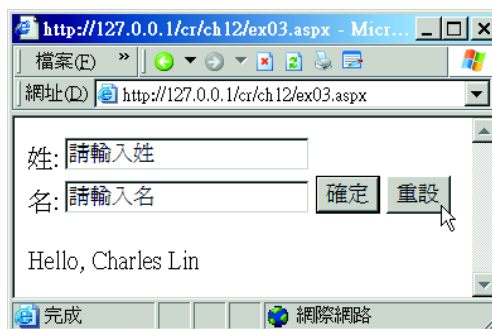 http://127.0.0.1/cr/ch12/ex03.aspx - Micr...
檔案(F) »
網址(D) http://127.0.0.1/cr/ch12/ex03.aspx
姓: 請輸入姓
名: 請輸入名 確定 重設
Hello, Charles Lin
完成 網際網路